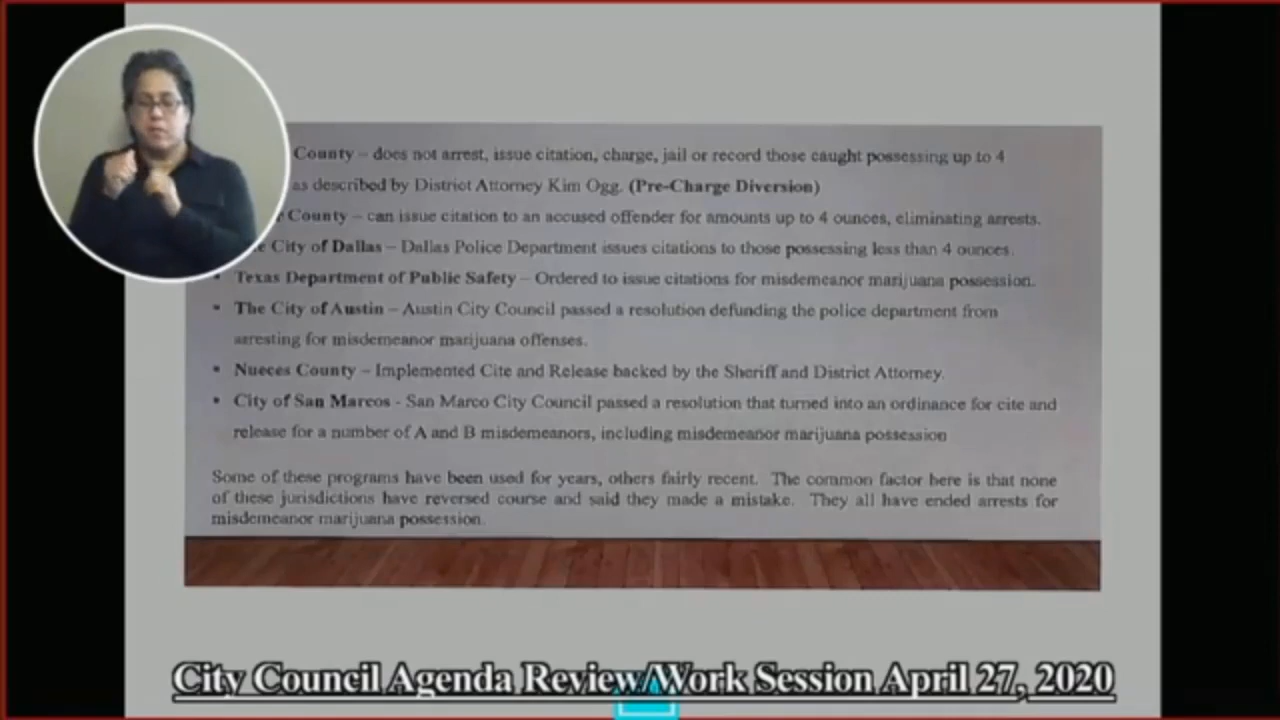 County – does not arrest, issue citation, charge, jail or record those caught possessing up to 4
as described by District Attorney Kim Ogg. (Pre-Charge Diversion)
County – can issue citation to an accused offender for amounts up to 4 ounces, eliminating arrests.
City of Dallas – Dallas Police Department issues citations to those possessing less than 4 ounces.
• Texas Department of Public Safety – Ordered to issue citations for misdemeanor marijuana possession.
• The City of Austin – Austin City Council passed a resolution defunding the police department from
arresting for misdemeanor marijuana offenses.
• Nueces County – Implemented Cite and Release backed by the Sheriff and District Attorney.
• City of San Marcos - San Marco City Council passed a resolution that turned into an ordinance for cite and
release for a number of A and B misdemeanors, including misdemeanor marijuana possession
Some of these programs have been used for years, others fairly recent. The common factor here is that none
of these jurisdictions have reversed course and said they made a mistake. They all have ended arrests for
misdemeanor marijuana possession.
City Council Agenda Review/Work Session April 27, 2020